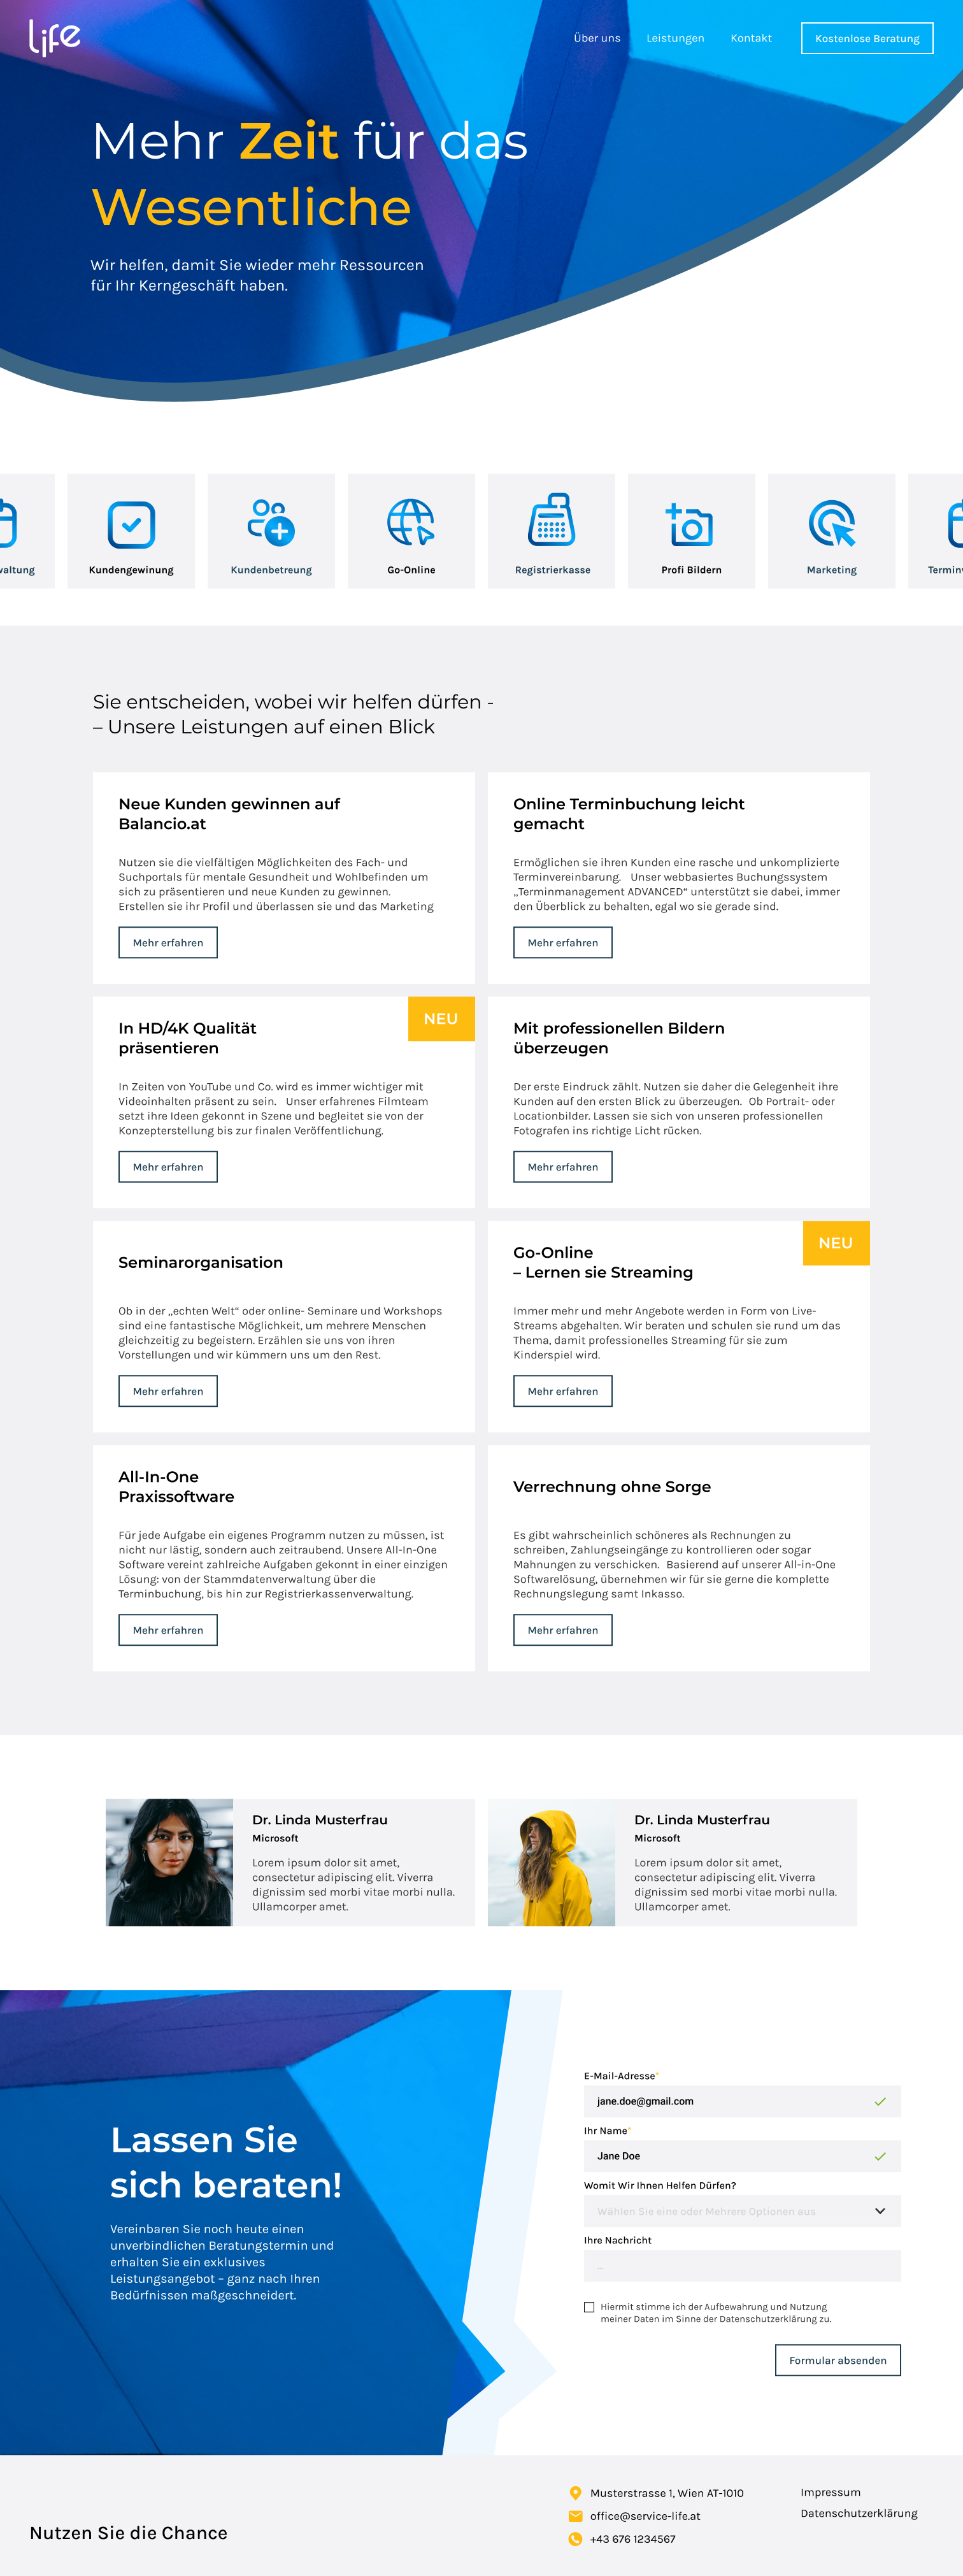 life
Über uns
Leistungen
Kontakt
Kostenlose Beratung
Mehr Zeit für das
Wesentliche
Wir helfen, damit Sie wieder mehr Ressourcen
für Ihr Kerngeschäft haben.
valtung
Kundengewinung
Kundenbetreung
Go-Online
Registrierkasse
Profi Bildern
Marketing
Termin
Sie entscheiden, wobei wir helfen dürfen -
– Unsere Leistungen auf einen Blick
Neue Kunden gewinnen auf
Balancio.at
Nutzen sie die vielfältigen Möglichkeiten des Fach- und
Suchportals für mentale Gesundheit und Wohlbefinden um
sich zu präsentieren und neue Kunden zu gewinnen.
Erstellen sie ihr Profil und überlassen sie und das Marketing
Mehr erfahren
Online Terminbuchung leicht
gemacht
Ermöglichen sie ihren Kunden eine rasche und unkomplizierte
Terminvereinbarung. Unser webbasiertes Buchungssystem
„Terminmanagement ADVANCED“ unterstützt sie dabei, immer
den Überblick zu behalten, egal wo sie gerade sind.
Mehr erfahren
In HD/4K Qualität
präsentieren
NEU
In Zeiten von YouTube und Co. wird es immer wichtiger mit
Videoinhalten präsent zu sein. Unser erfahrenes Filmteam
setzt ihre Ideen gekonnt in Szene und begleitet sie von der
Konzepterstellung bis zur finalen Veröffentlichung.
Mehr erfahren
Mit professionellen Bildern
überzeugen
Der erste Eindruck zählt. Nutzen sie daher die Gelegenheit ihre
Kunden auf den ersten Blick zu überzeugen. Ob Portrait- oder
Locationbilder. Lassen sie sich von unseren professionellen
Fotografen ins richtige Licht rücken.
Mehr erfahren
Seminarorganisation
Ob in der „echten Welt“ oder online- Seminare und Workshops
sind eine fantastische Möglichkeit, um mehrere Menschen
gleichzeitig zu begeistern. Erzählen sie uns von ihren
Vorstellungen und wir kümmern uns um den Rest.
Mehr erfahren
Go-Online
– Lernen sie Streaming
NEU
Immer mehr und mehr Angebote werden in Form von Live-
Streams abgehalten. Wir beraten und schulen sie rund um das
Thema, damit professionelles Streaming für sie zum
Kinderspiel wird.
Mehr erfahren
All-In-One
Praxissoftware
Für jede Aufgabe ein eigenes Programm nutzen zu müssen, ist
nicht nur lästig, sondern auch zeitraubend. Unsere All-In-One
Software vereint zahlreiche Aufgaben gekonnt in einer einzigen
Lösung: von der Stammdatenverwaltung über die
Terminbuchung, bis hin zur Registrierkassenverwaltung.
Mehr erfahren
Verrechnung ohne Sorge
Es gibt wahrscheinlich schöneres als Rechnungen zu
schreiben, Zahlungseingänge zu kontrollieren oder sogar
Mahnungen zu verschicken. Basierend auf unserer All-in-One
Softwarelösung, übernehmen wir für sie gerne die komplette
Rechnungslegung samt Inkasso.
Mehr erfahren
Dr. Linda Musterfrau
Microsoft
Lorem ipsum dolor sit amet,
consectetur adipiscing elit. Viverra
dignissim sed morbi vitae morbi nulla.
Ullamcorper amet.
Dr. Linda Musterfrau
Microsoft
Lorem ipsum dolor sit amet,
consectetur adipiscing elit. Viverra
dignissim sed morbi vitae morbi nulla.
Ullamcorper amet.
Lassen Sie
sich beraten!
Vereinbaren Sie noch heute einen
unverbindlichen Beratungstermin und
erhalten Sie ein exklusives
Leistungsangebot – ganz nach Ihren
Bedürfnissen maßgeschneidert.
E-Mail-Adresse*
jane.doe@gmail.com
Ihr Name*
Jane Doe
Womit Wir Ihnen Helfen Dürfen?
Wählen Sie eine oder Mehrere Optionen aus
Ihre Nachricht
...
Hiermit stimme ich der Aufbewahrung und Nutzung
meiner Daten im Sinne der Datenschutzerklärung zu.
Formular absenden
Nutzen Sie die Chance
Musterstrasse 1, Wien AT-1010
office@service-life.at
+43 676 1234567
Impressum
Datenschutzerklärung